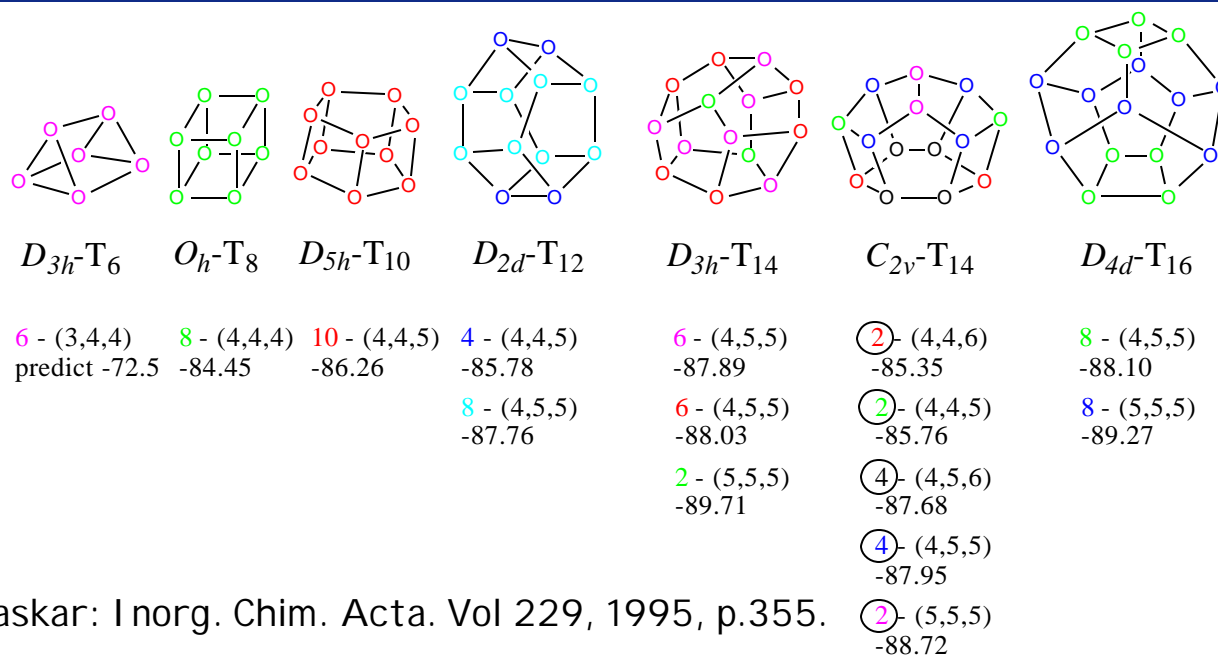 D3h-T6 Oh-T8 D5h-T10 D2d-T12 D3h-T14 C2v-T14 D4d-T16
6 - (3,4,4)
predict -72.5
8 - (4,4,4)
-84.45
10 - (4,4,5)
-86.26
4 - (4,4,5)
-85.78
8 - (4,5,5)
-87.76
6 - (4,5,5)
-87.89
6 - (4,5,5)
-88.03
2 - (5,5,5)
-89.71
2 - (4,4,6)
-85.35
2 - (4,4,5)
-85.76
4 - (4,5,6)
-87.68
4 - (4,5,5)
-87.95
2 - (5,5,5)
-88.72
8 - (4,5,5)
-88.10
8 - (5,5,5)
-89.27
askar: Inorg. Chim. Acta. Vol 229, 1995, p.355.